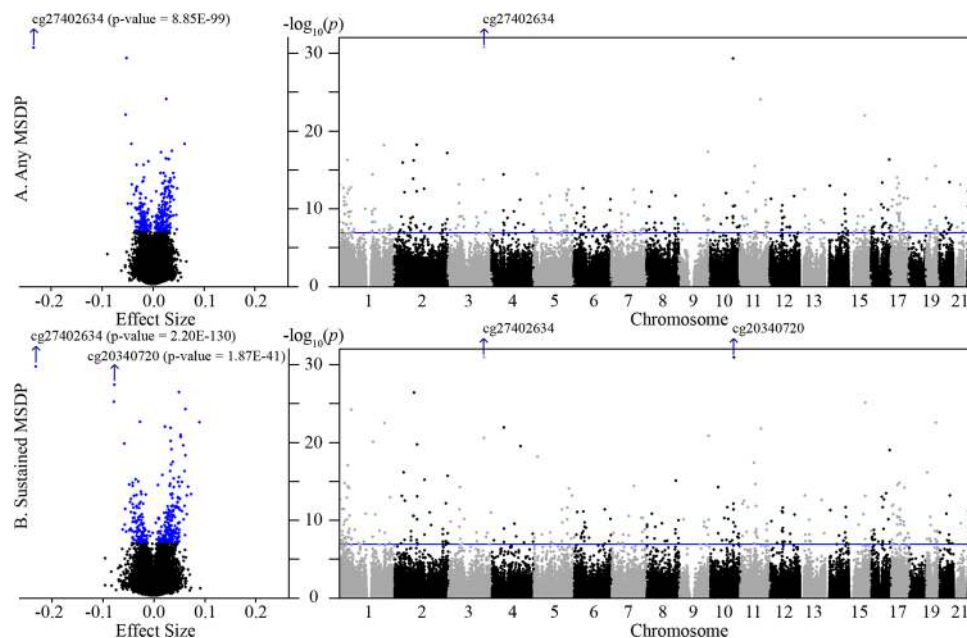 cg27402634 (p-value = 8.85E-99)
-log10(p)
cg27402634
A. Any MSDP
30
20
10
0
-0.2 -0.1 0.0 0.1 0.2
Effect Size
1 2 3 4 5 6 7 8 9 10 11 12 13 15 17 19 21
Chromosome
cg27402634 (p-value = 2.20E-130)
cg20340720 (p-value = 1.87E-41)
-log10(p)
cg27402634
cg20340720
B. Sustained MSDP
30
20
10
0
-0.2 -0.1 0.0 0.1 0.2
Effect Size
1 2 3 4 5 6 7 8 9 10 11 12 13 15 17 19 21
Chromosome